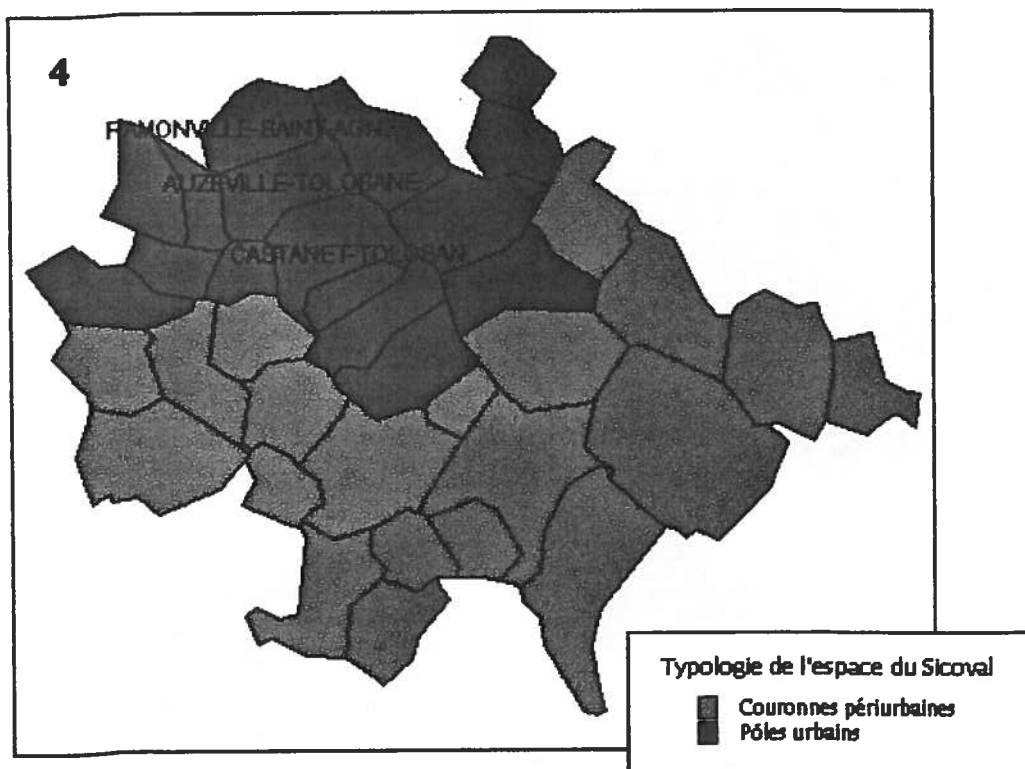 4
RAMONVILLE-SAINT-AGNE
AUZEVILLE-TOLOSANE
CASTANET-TOLOSAN
Typologie de l'espace du Sicoval
Couronnes périurbaines
Pôles urbains